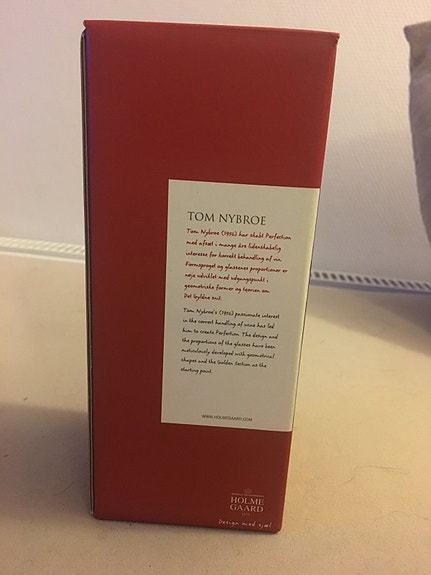 TOM NYBROE
Tom Nybroe (1956) har skabt Perfection
med afsæt i mange års lidenskabelig
interesse for korrekt behandling af vin.
Formsproget og glassenes proportioner er
nøje udviklet med udgangspunkt i
geometriske former og teorien om
Det Gyldne snit.
Tom Nybroe's (1956) passionate interest
in the correct handling of wine has led
him to create Perfection. The design and
the proportions of the glasses have been
meticulously developed with geometrical
shapes and the Golden Section as the
starting point.
WWW.HOLMEGAARD.COM
HOLME
GAARD
Design med sjæl